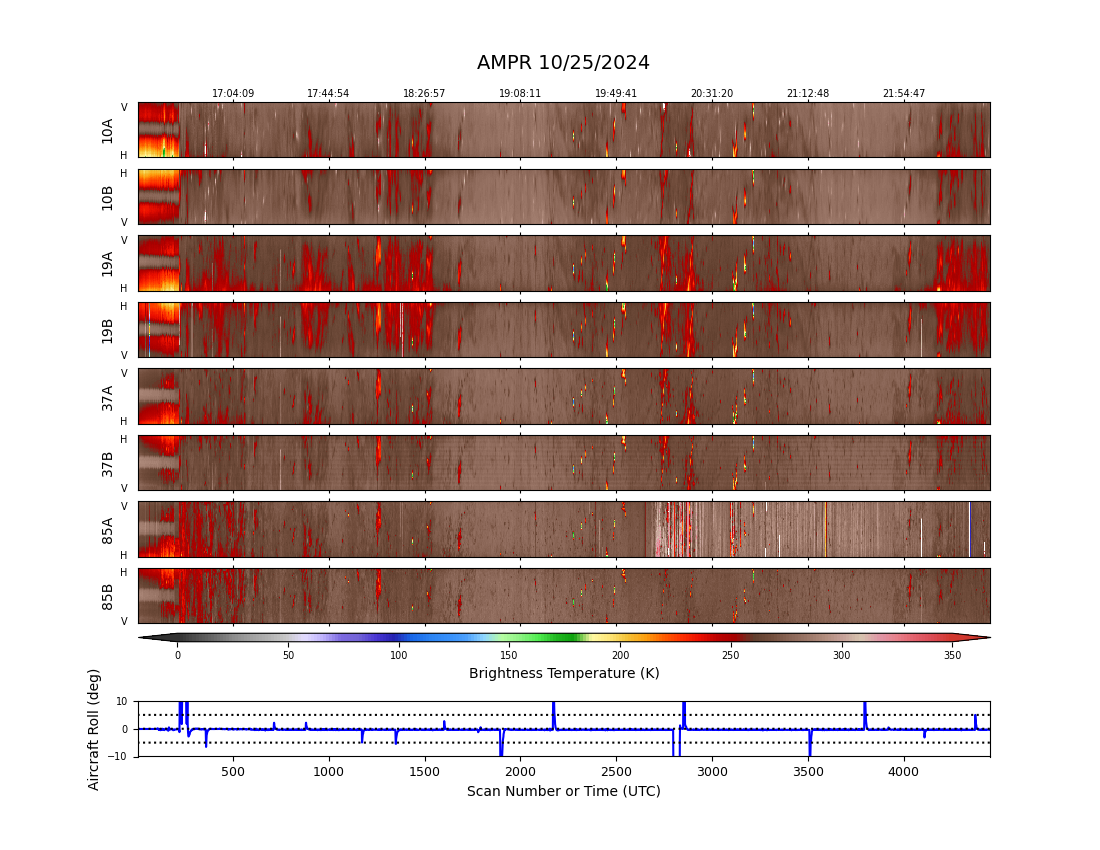 AMPR 10/25/2024
17:04:09 17:44:54 18:26:57 19:08:11 19:49:41 20:31:20 21:12:48 21:54:47
V
10A
H
H
10B
V
V
19A
H
H
19B
V
V
37A
H
H
37B
V
V
85A
H
H
85B
V
0 50 100 150 200 250 300 350
Brightness Temperature (K)
Aircraft Roll (deg)
10
0
−10
500 1000 1500 2000 2500 3000 3500 4000
Scan Number or Time (UTC)